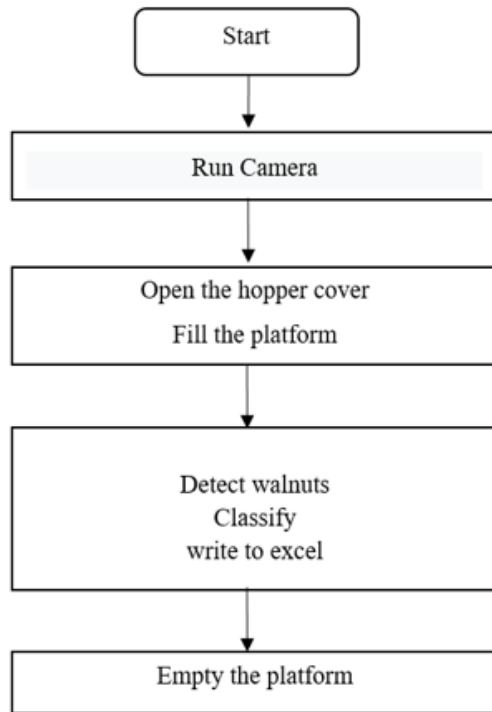 Start
Run Camera
Open the hopper cover
Fill the platform
Detect walnuts
Classify
write to excel
Empty the platform